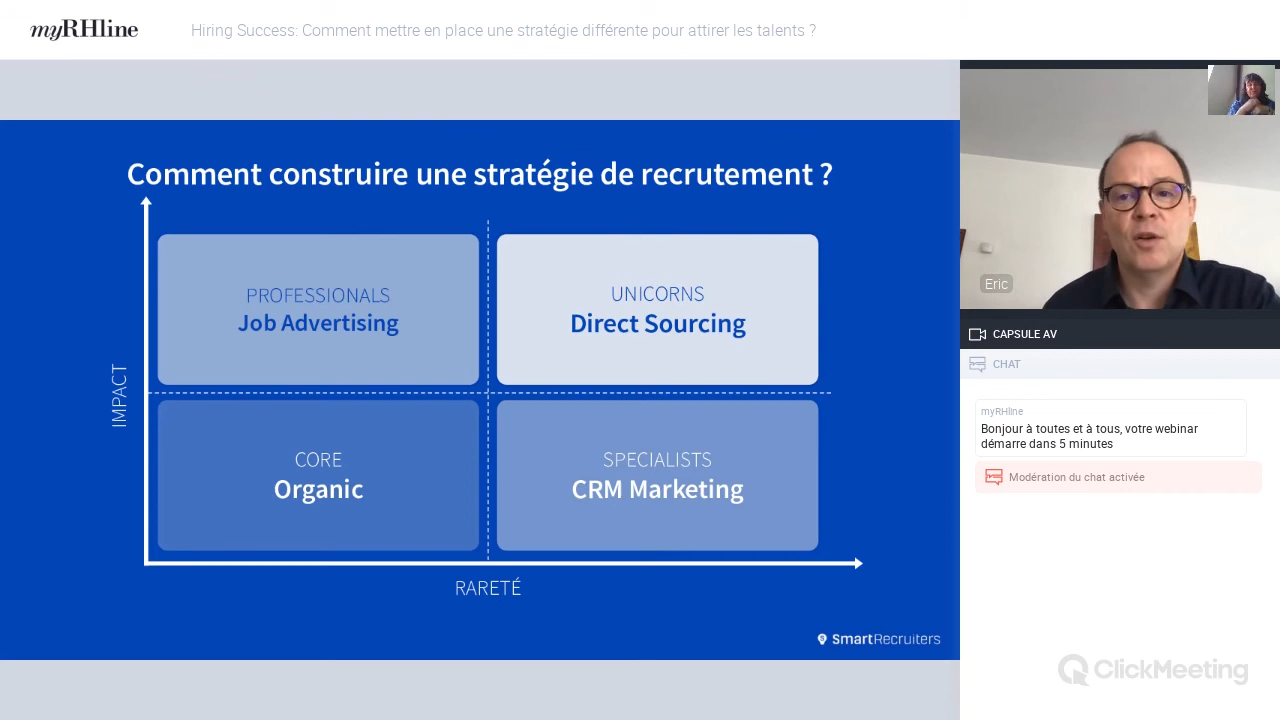 myRHline
Hiring Success: Comment mettre en place une stratégie différente pour attirer les talents ?
Comment construire une stratégie de recrutement ?
PROFESSIONALS
Job Advertising
UNICORNS
Direct Sourcing
IMPACT
CORE
Organic
SPECIALISTS
CRM Marketing
RARETÉ
SmartRecruiters
Eric
CAPSULE AV
CHAT
myRHline
Bonjour à toutes et à tous, votre webinar
démarre dans 5 minutes
Modération du chat activée
ClickMeeting